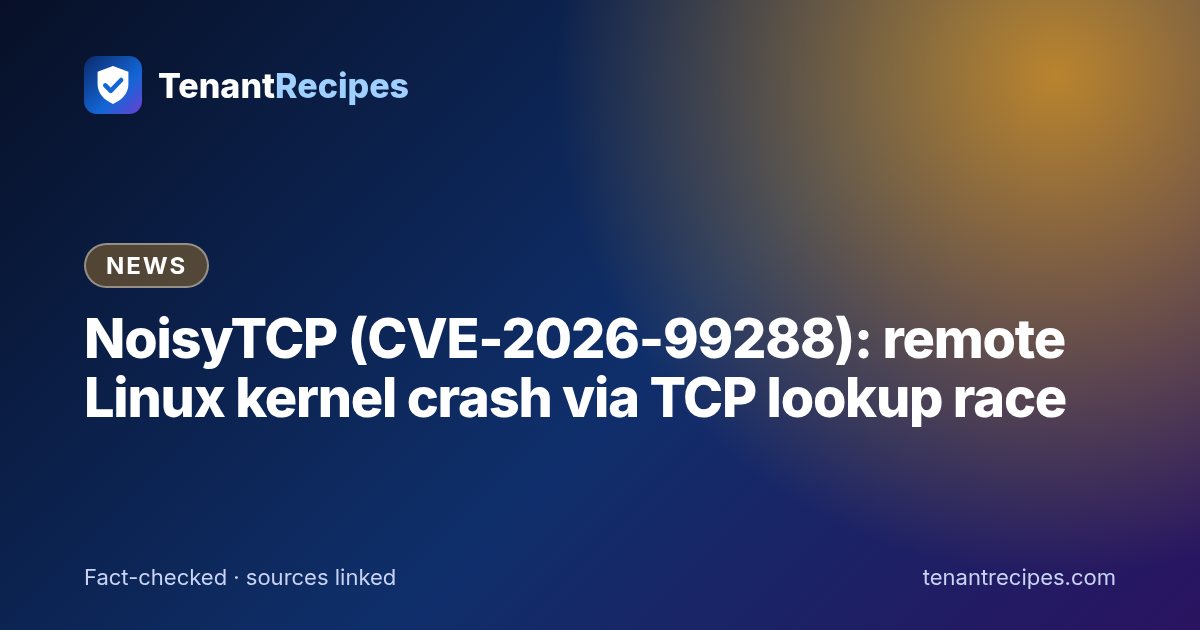 TenantRecipes
NEWS
NoisyTCP (CVE-2026-99288): remote
Linux kernel crash via TCP lookup race
Fact-checked · sources linked
tenantrecipes.com